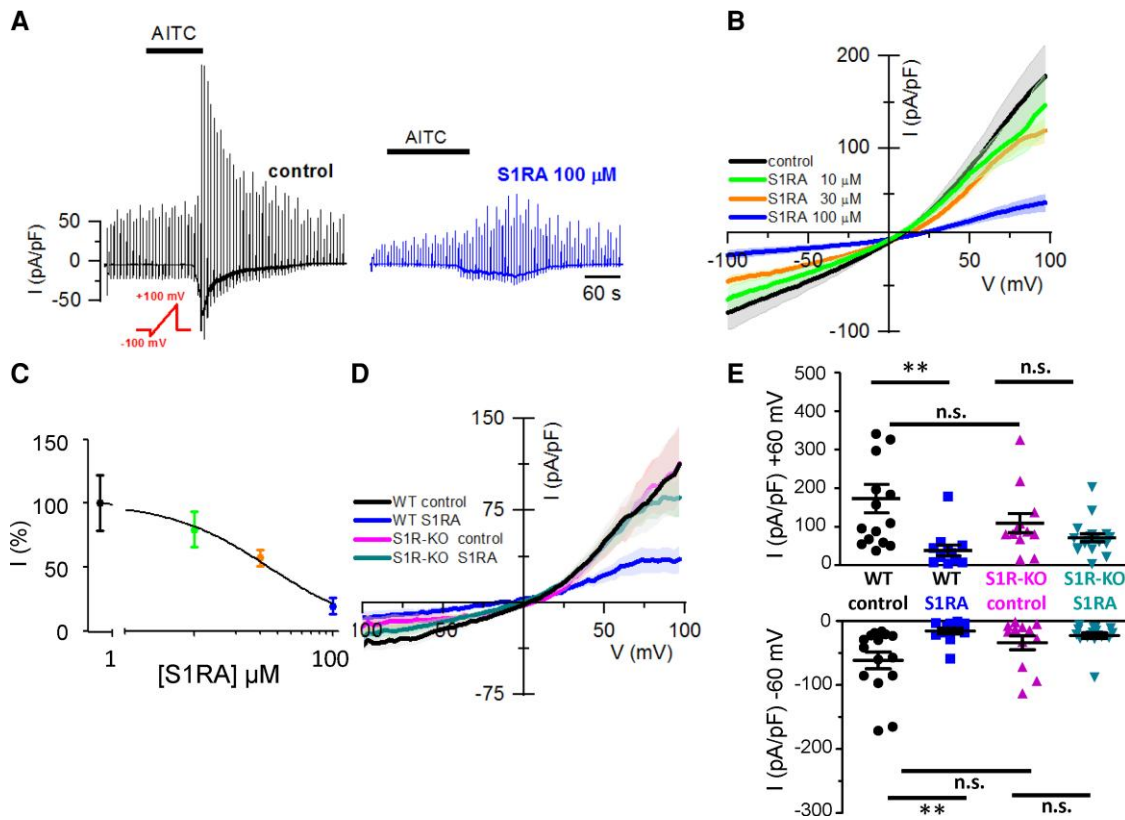 A
AITC
control
I (pA/pF)
50
0
-50
+100 mV
-100 mV
AITC
S1RA 100 µM
60 s
B
200
100
-100
I (pA/pF)
control
S1RA 10 µM
S1RA 30 µM
S1RA 100 µM
-100
-50
50
100
V (mV)
C
I (%)
150
100
50
0
1
100
[S1RA] µM
D
150
75
-75
I (pA/pF)
WT control
WT S1RA
S1R-KO control
S1R-KO S1RA
-100
-50
50
100
V (mV)
E
I (pA/pF) +60 mV
500
400
300
200
100
0
**
n.s.
n.s.
WT WT S1R-KO S1R-KO
control S1RA control S1RA
I (pA/pF) -60 mV
0
-100
-200
-300
n.s.
**
n.s.